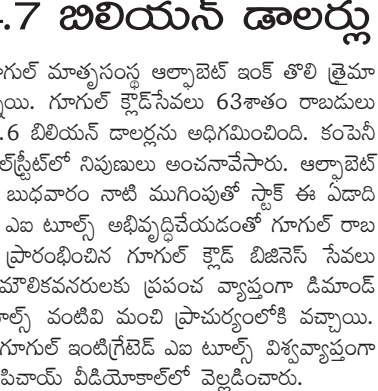 .7 బిలియన్ డాలర్లు
గుల్ మాతృసంస్థ ఆల్ఫాబెట్ ఇంక్ తొలి త్రైమా
న్నాయి. గూగుల్ క్లౌడ్‌సేవలు 63శాతం రాబడులు
.6 బిలియన్ డాలర్లను అధిగమించింది. కంపెనీ
ల్‌స్ట్రీట్‌లో నిపుణులు అంచనావేసారు. ఆల్ఫాబెట్
బుధవారం నాటి ముగింపుతో స్టాక్ ఈ ఏడాది
ఎఐ టూల్స్ అభివృద్ధిచేయడంతో గూగుల్ రాబ
ప్రారంభించిన గూగుల్ క్లౌడ్ బిజినెస్ సేవలు
మౌలికవనరులకు ప్రపంచ వ్యాప్తంగా డిమాండ్
ాల్స్ వంటివి మంచి ప్రాచుర్యంలోకి వచ్చాయి.
గూగుల్ ఇంటిగ్రేటెడ్ ఎఐ టూల్స్ విశ్వవ్యాప్తంగా
పిచాయ్ వీడియోకాల్‌లో వెల్లడించారు.